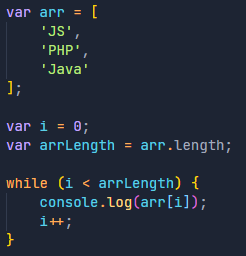 var arr = [
    'JS',
    'PHP',
    'Java'
];

var i = 0;
var arrLength = arr.length;

while (i < arrLength) {
    console.log(arr[i]);
    i++;
}